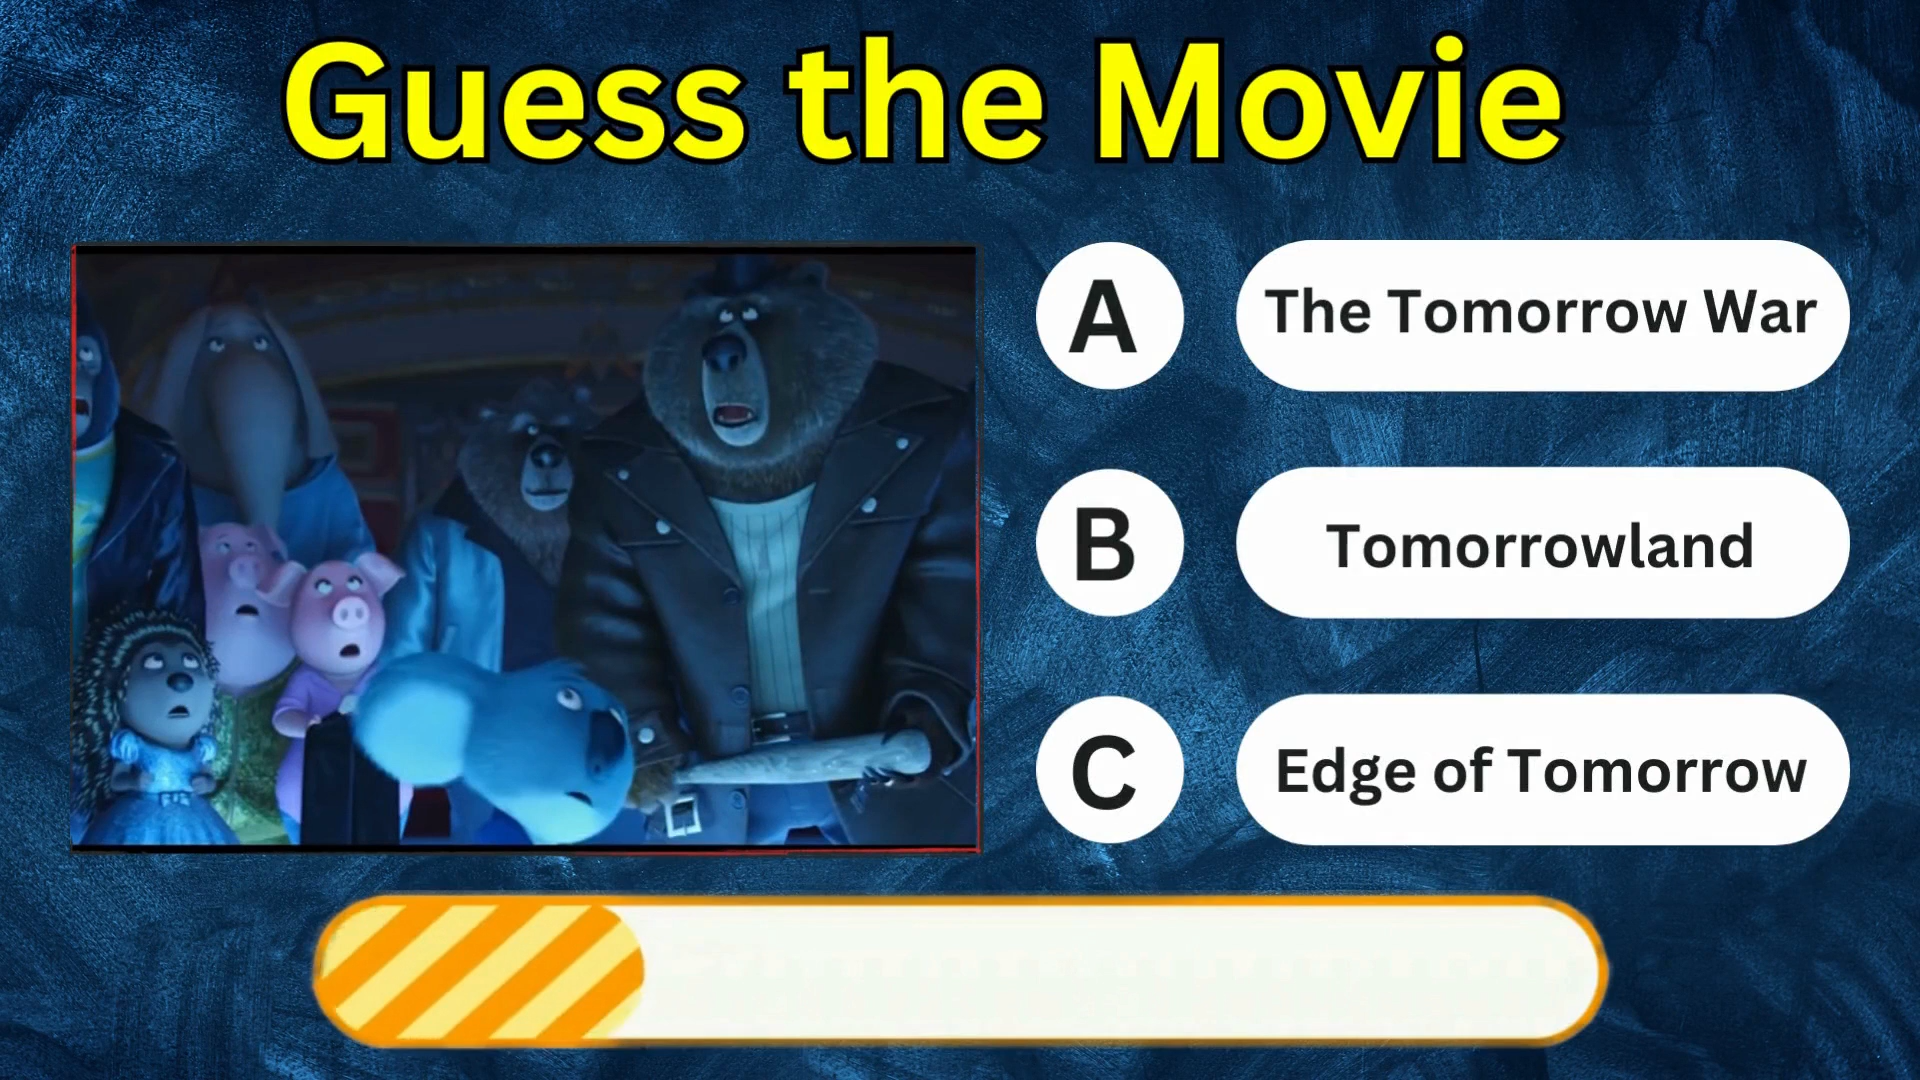 Guess the Movie
A
The Tomorrow War
B
Tomorrowland
C
Edge of Tomorrow